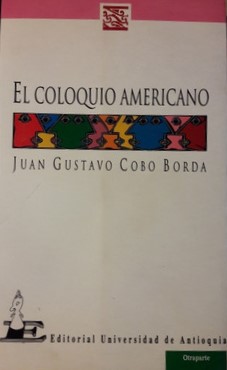 EL COLOQUIO AMERICANO
JUAN GUSTAVO COBO BORDA
E Editorial Universidad de Antioquia
Otraparte